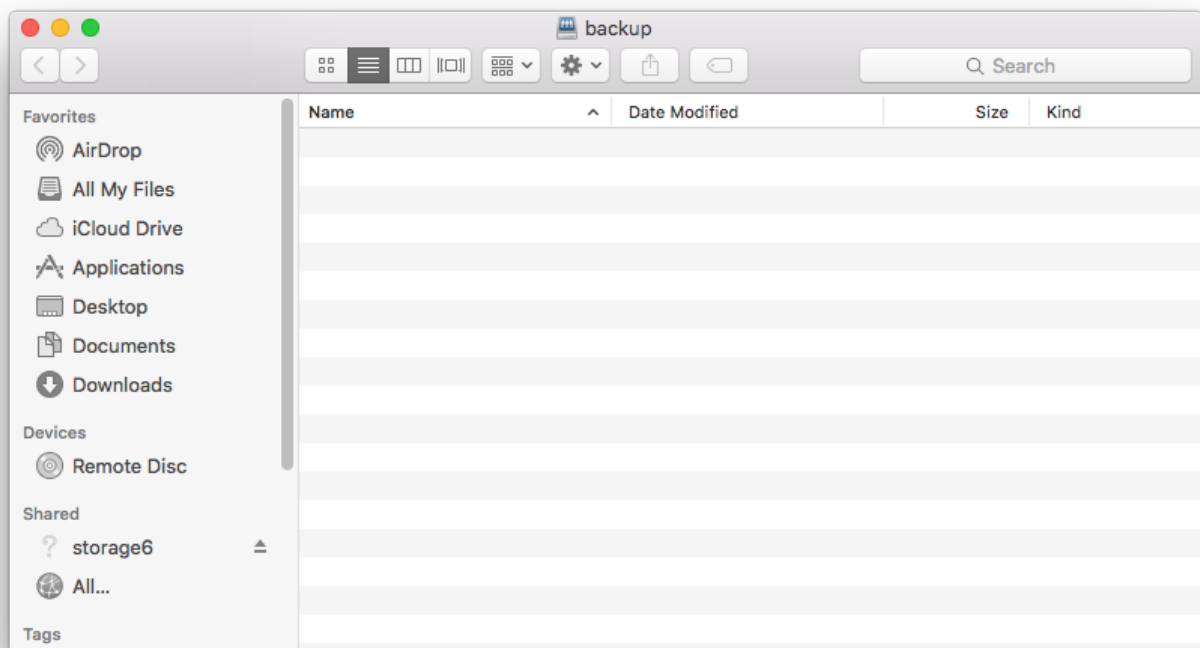 backup
Search
Favorites
AirDrop
All My Files
iCloud Drive
Applications
Desktop
Documents
Downloads
Devices
Remote Disc
Shared
storage6
All...
Tags
Name Date Modified Size Kind